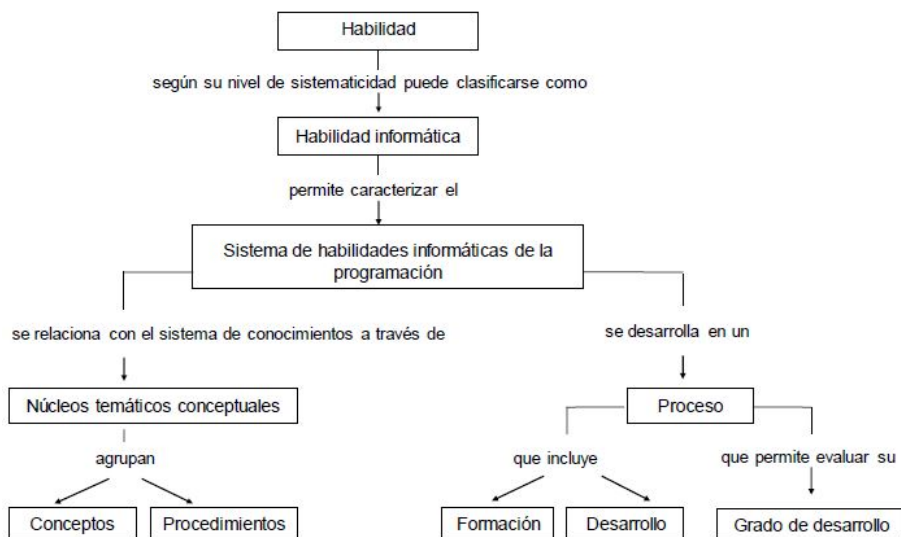 Habilidad
según su nivel de sistematicidad puede clasificarse como
Habilidad informática
permite caracterizar el
Sistema de habilidades informáticas de la
programación
se relaciona con el sistema de conocimientos a través de
se desarrolla en un
Núcleos temáticos conceptuales
Proceso
agrupan
que incluye
que permite evaluar su
Conceptos
Procedimientos
Formación
Desarrollo
Grado de desarrollo